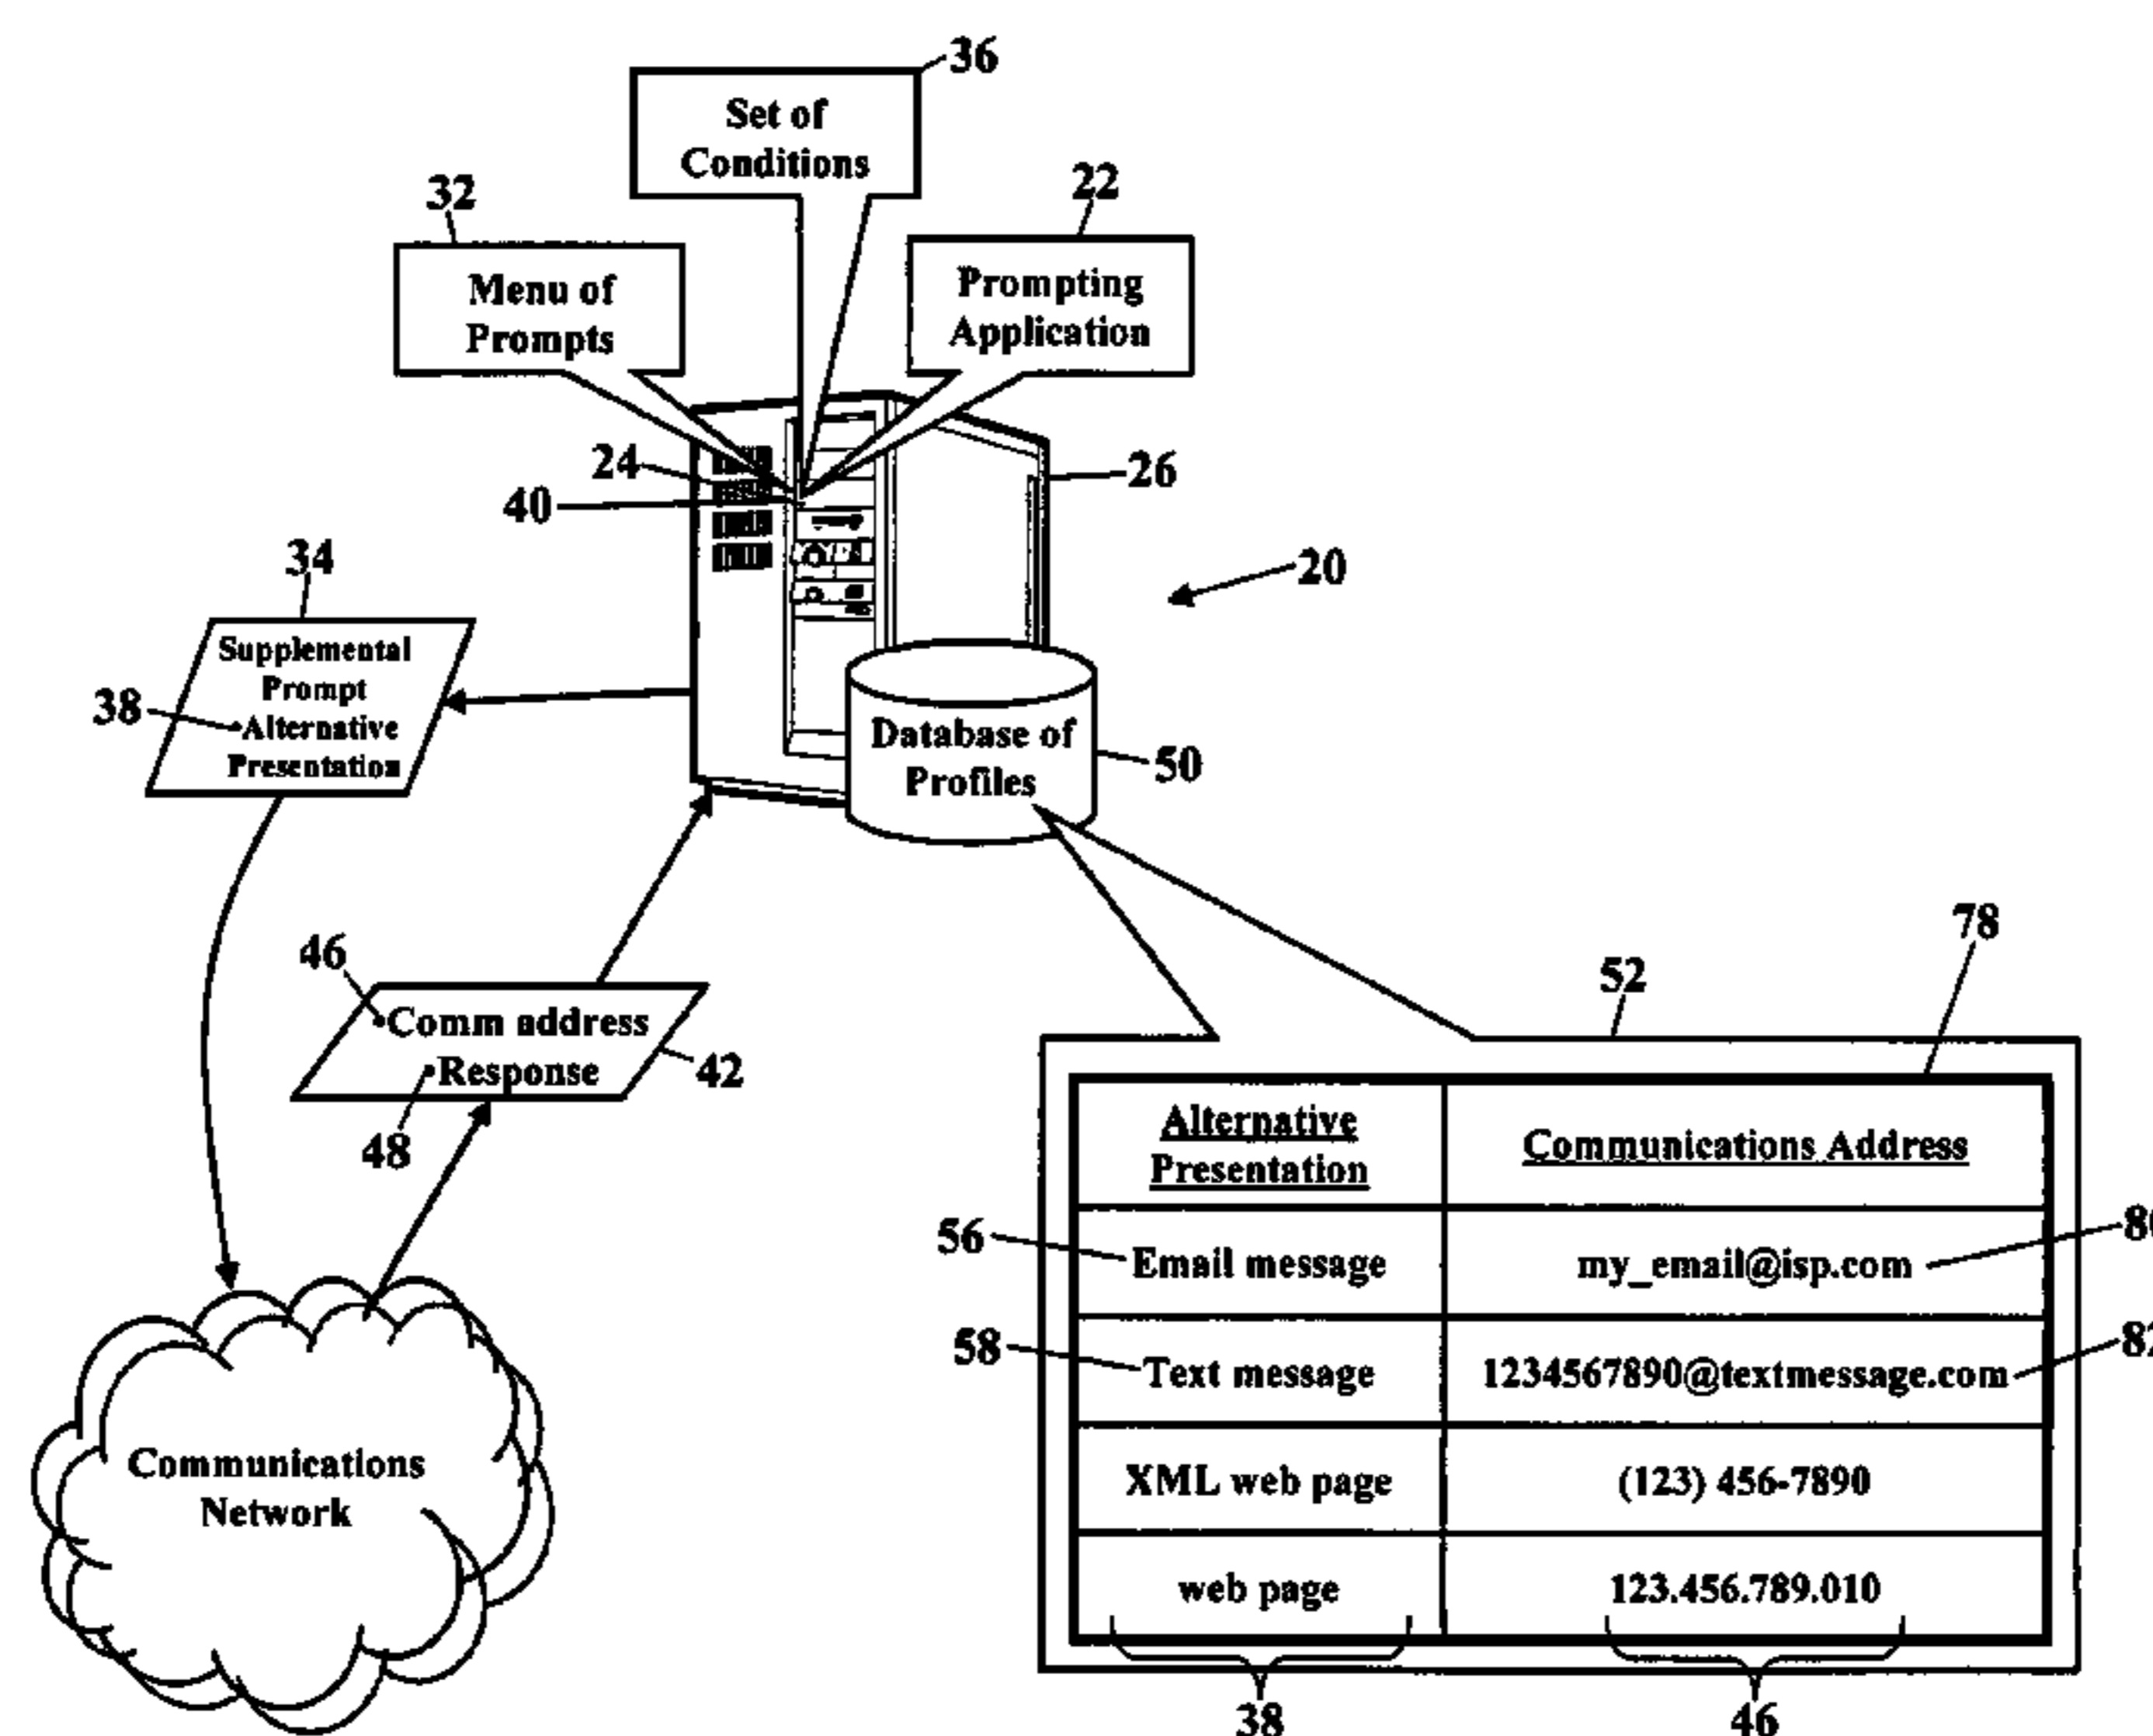 36
Set of
Conditions
32
22
Menu of
Prompts
Prompting
Application
24
26
40
20
34
Supplemental
Prompt
38
•Alternative
Presentation
Database of
Profiles
50
78
46
52
•Comm address
•Response
42
48
Alternative
Presentation
Communications Address
56
Email message
my_email@isp.com
58
Text message
1234567890@textmessage.com
82
XML web page
(123) 456-7890
Communications
Network
web page
123.456.789.010
38
46